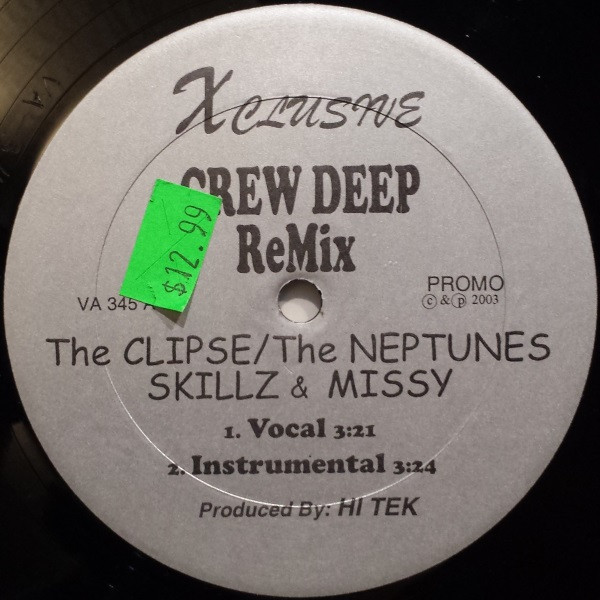 XCLUSIVE
CREW DEEP
ReMix
$12.99
VA 345 A
PROMO
© & ℗ 2003
The CLIPSE/The NEPTUNES
SKILLZ & MISSY
1. Vocal 3:21
2. Instrumental 3:24
Produced By: HI TEK